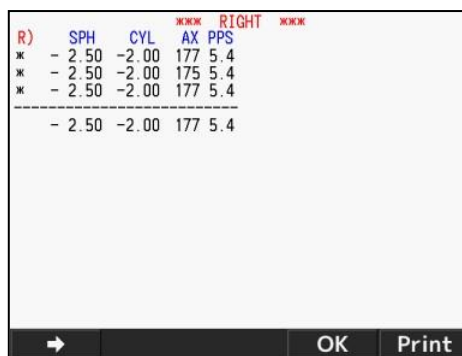 *** RIGHT ***
R) SPH CYL AX PPS
* - 2.50 -2.00 177 5.4
* - 2.50 -2.00 175 5.4
* - 2.50 -2.00 177 5.4
---------------------------
- 2.50 -2.00 177 5.4
OK Print